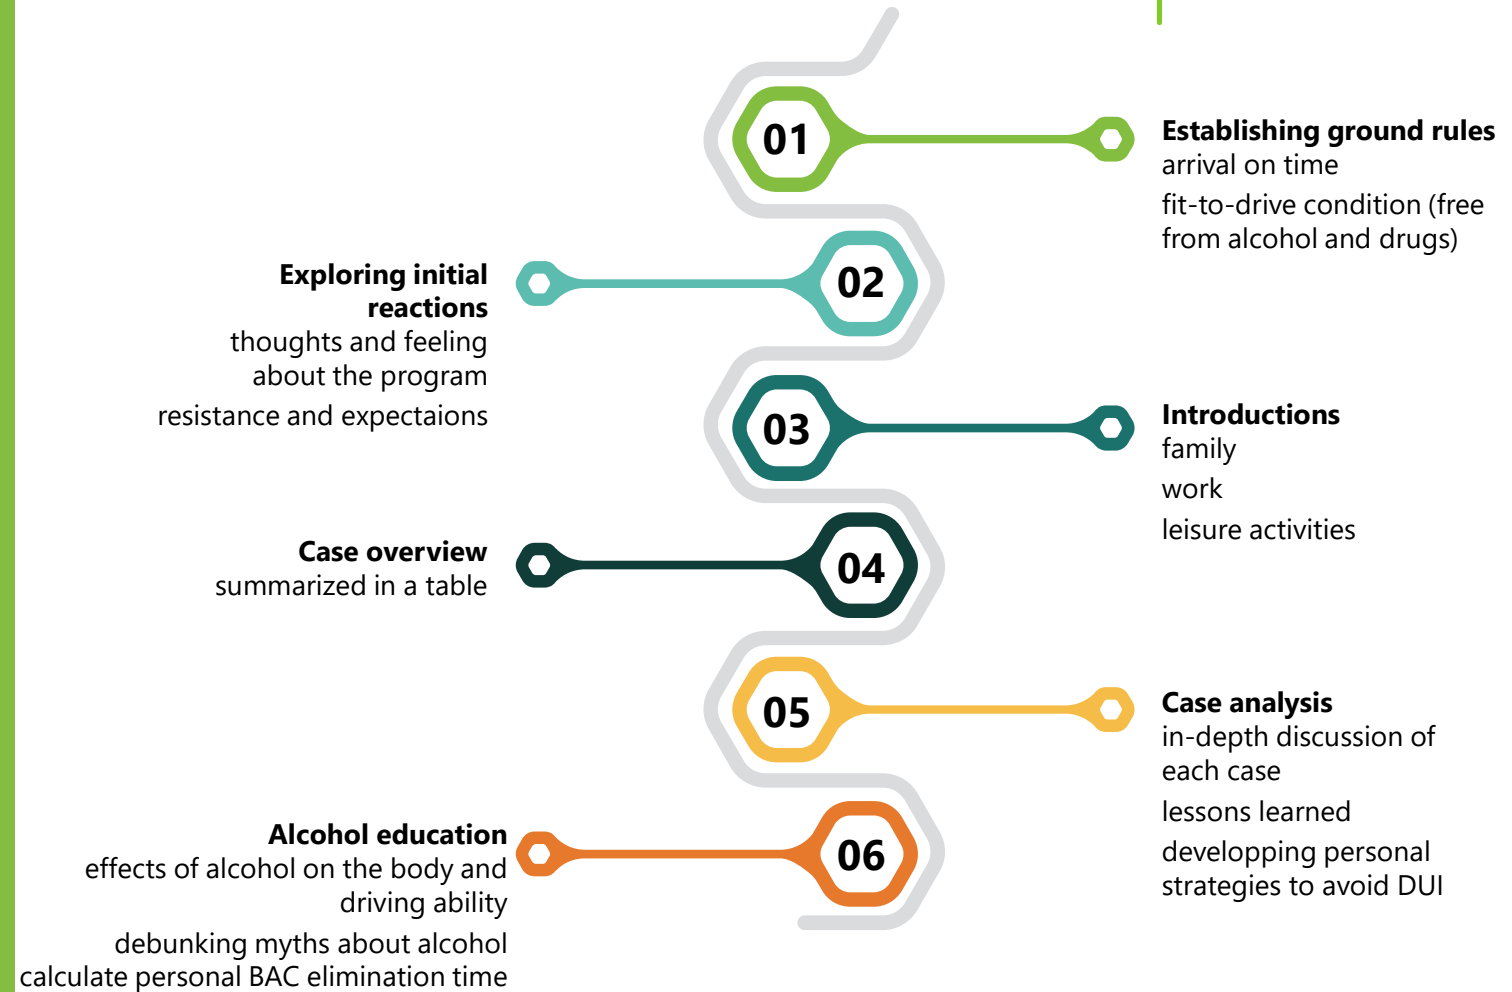 01
Establishing ground rules
arrival on time
fit-to-drive condition (free
from alcohol and drugs)
Exploring initial
reactions
thoughts and feeling
about the program
resistance and expectaions
02
03
Introductions
family
work
leisure activities
Case overview
summarized in a table
04
05
Case analysis
in-depth discussion of
each case
lessons learned
developping personal
strategies to avoid DUI
Alcohol education
effects of alcohol on the body and
driving ability
debunking myths about alcohol
calculate personal BAC elimination time
06